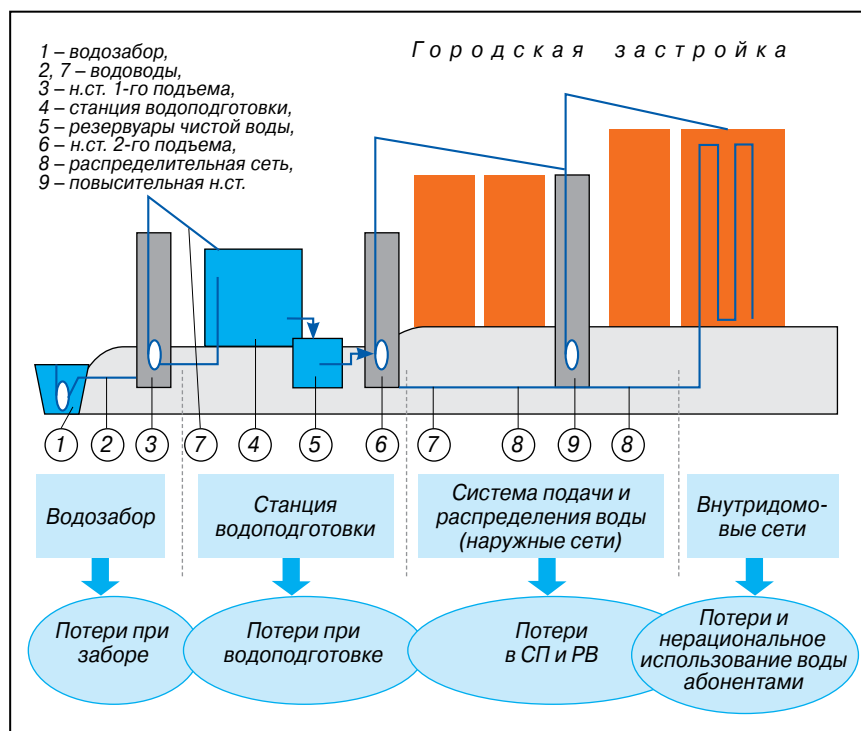 1 – водозабор,
2, 7 – водоводы,
3 – н.ст. 1-го подъема,
4 – станция водоподготовки,
5 – резервуары чистой воды,
6 – н.ст. 2-го подъема,
8 – распределительная сеть,
9 – повысительная н.ст.
Городская застройка
1 2 3 7 4 5 6 7 8 9 8
Водозабор
Станция
водоподготовки
Система подачи и
распределения воды
(наружные сети)
Внутридомо-
вые сети
Потери при
заборе
Потери при
водоподготовке
Потери
в СП и РВ
Потери и
нерациональное
использование воды
абонентами